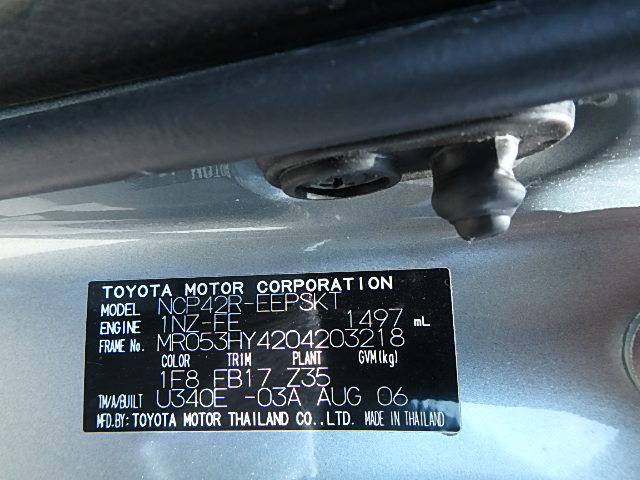 TOYOTA MOTOR CORPORATION
MODEL NCP42R-EEPSKT
ENGINE 1NZ-FE 1497 mL
FRAME No. MR053HY4204203218
COLOR TRIM PLANT GVM(kg)
1E8 FB17 Z35
TM/A/BUILT U340E -03A AUG 06
MFD.BY: TOYOTA MOTOR THAILAND CO.,LTD. MADE IN THAILAND